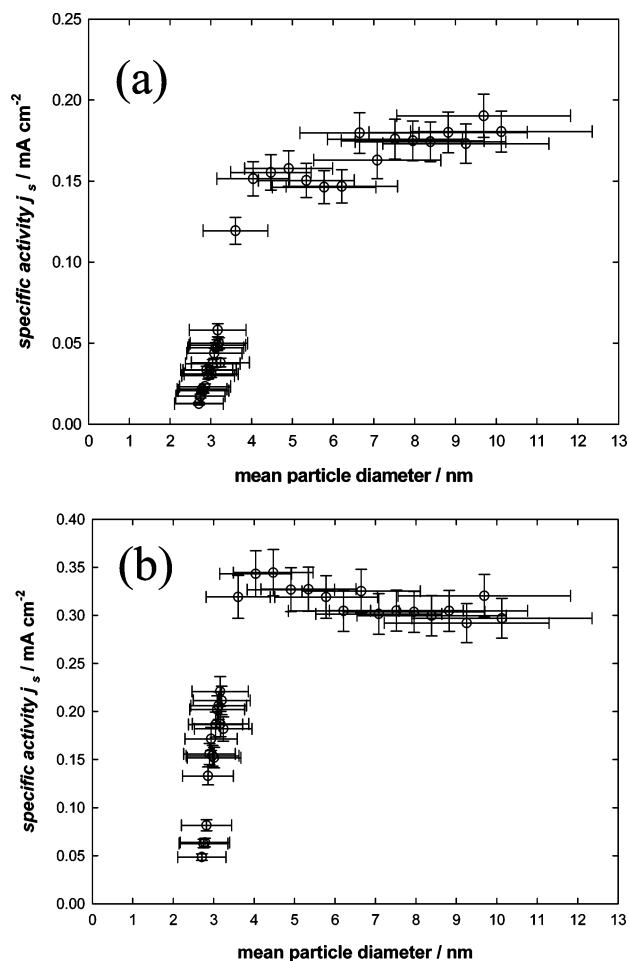 0.25
(a)
0.20
0.15
0.10
0.05
0.00
specific activity j s / mA cm-2
0 1 2 3 4 5 6 7 8 9 10 11 12 13
mean particle diameter / nm
0.40
(b)
0.35
0.30
0.25
0.20
0.15
0.10
0.05
0.00
specific activity j s / mA cm-2
0 1 2 3 4 5 6 7 8 9 10 11 12 13
mean particle diameter / nm